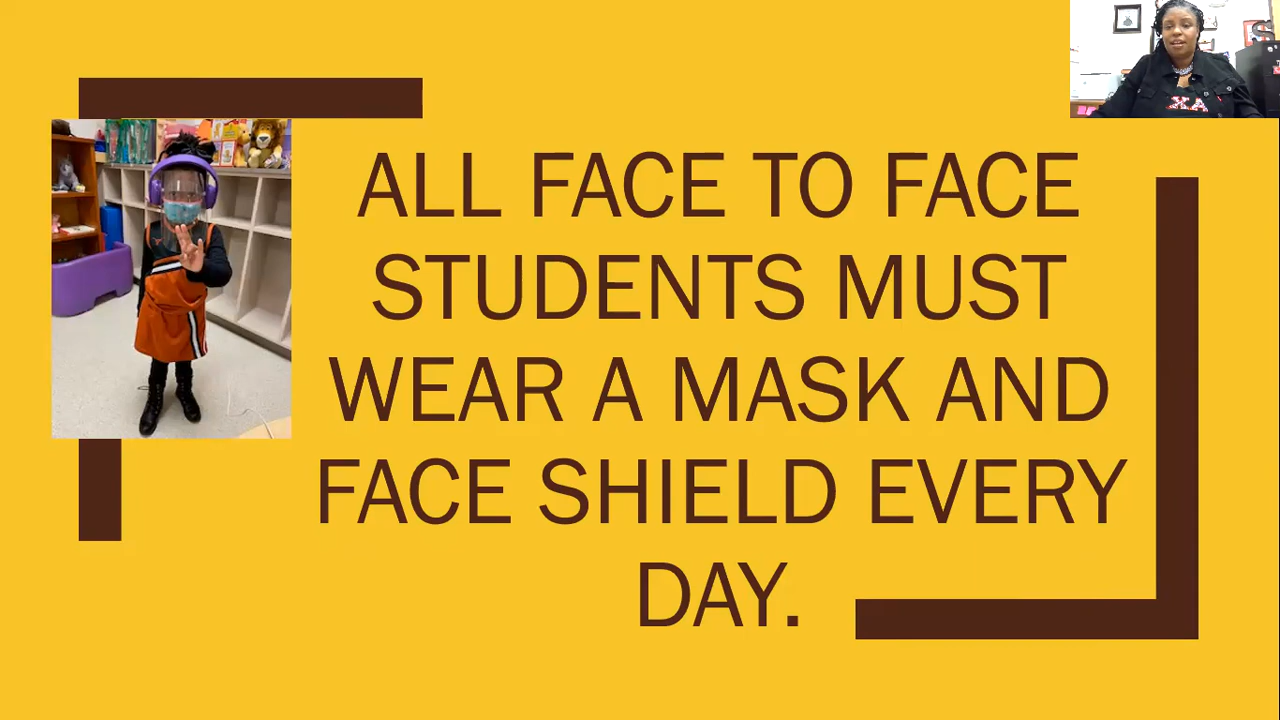 ALL FACE TO FACE
STUDENTS MUST
WEAR A MASK AND
FACE SHIELD EVERY
DAY.